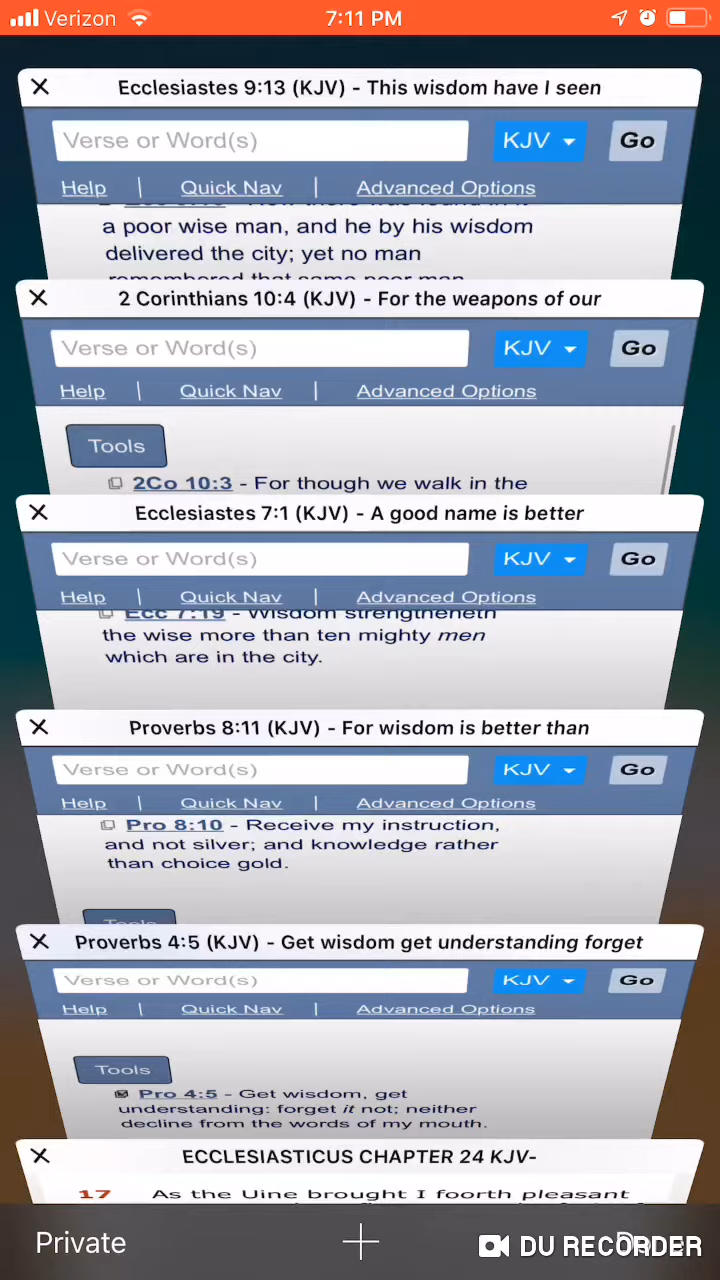 Verizon 7:11 PM
Ecclesiastes 9:13 (KJV) - This wisdom have I seen
Verse or Word(s) KJV Go
Help | Quick Nav | Advanced Options
a poor wise man, and he by his wisdom
delivered the city; yet no man
remembered that same poor man
2 Corinthians 10:4 (KJV) - For the weapons of our
Verse or Word(s) KJV Go
Help | Quick Nav | Advanced Options
Tools
2Co 10:3 - For though we walk in the
Ecclesiastes 7:1 (KJV) - A good name is better
Verse or Word(s) KJV Go
Help | Quick Nav | Advanced Options
Ecc 7:19 - Wisdom strengtheneth
the wise more than ten mighty men
which are in the city.
Proverbs 8:11 (KJV) - For wisdom is better than
Verse or Word(s) KJV Go
Help | Quick Nav | Advanced Options
Pro 8:10 - Receive my instruction,
and not silver; and knowledge rather
than choice gold.
Tools
Proverbs 4:5 (KJV) - Get wisdom get understanding forget
Verse or Word(s) KJV Go
Help | Quick Nav | Advanced Options
Tools
Pro 4:5 - Get wisdom, get
understanding: forget it not; neither
decline from the words of my mouth.
ECCLESIASTICUS CHAPTER 24 KJV-
17 As the Uine brought I foorth pleasant
Private DU RECORDER